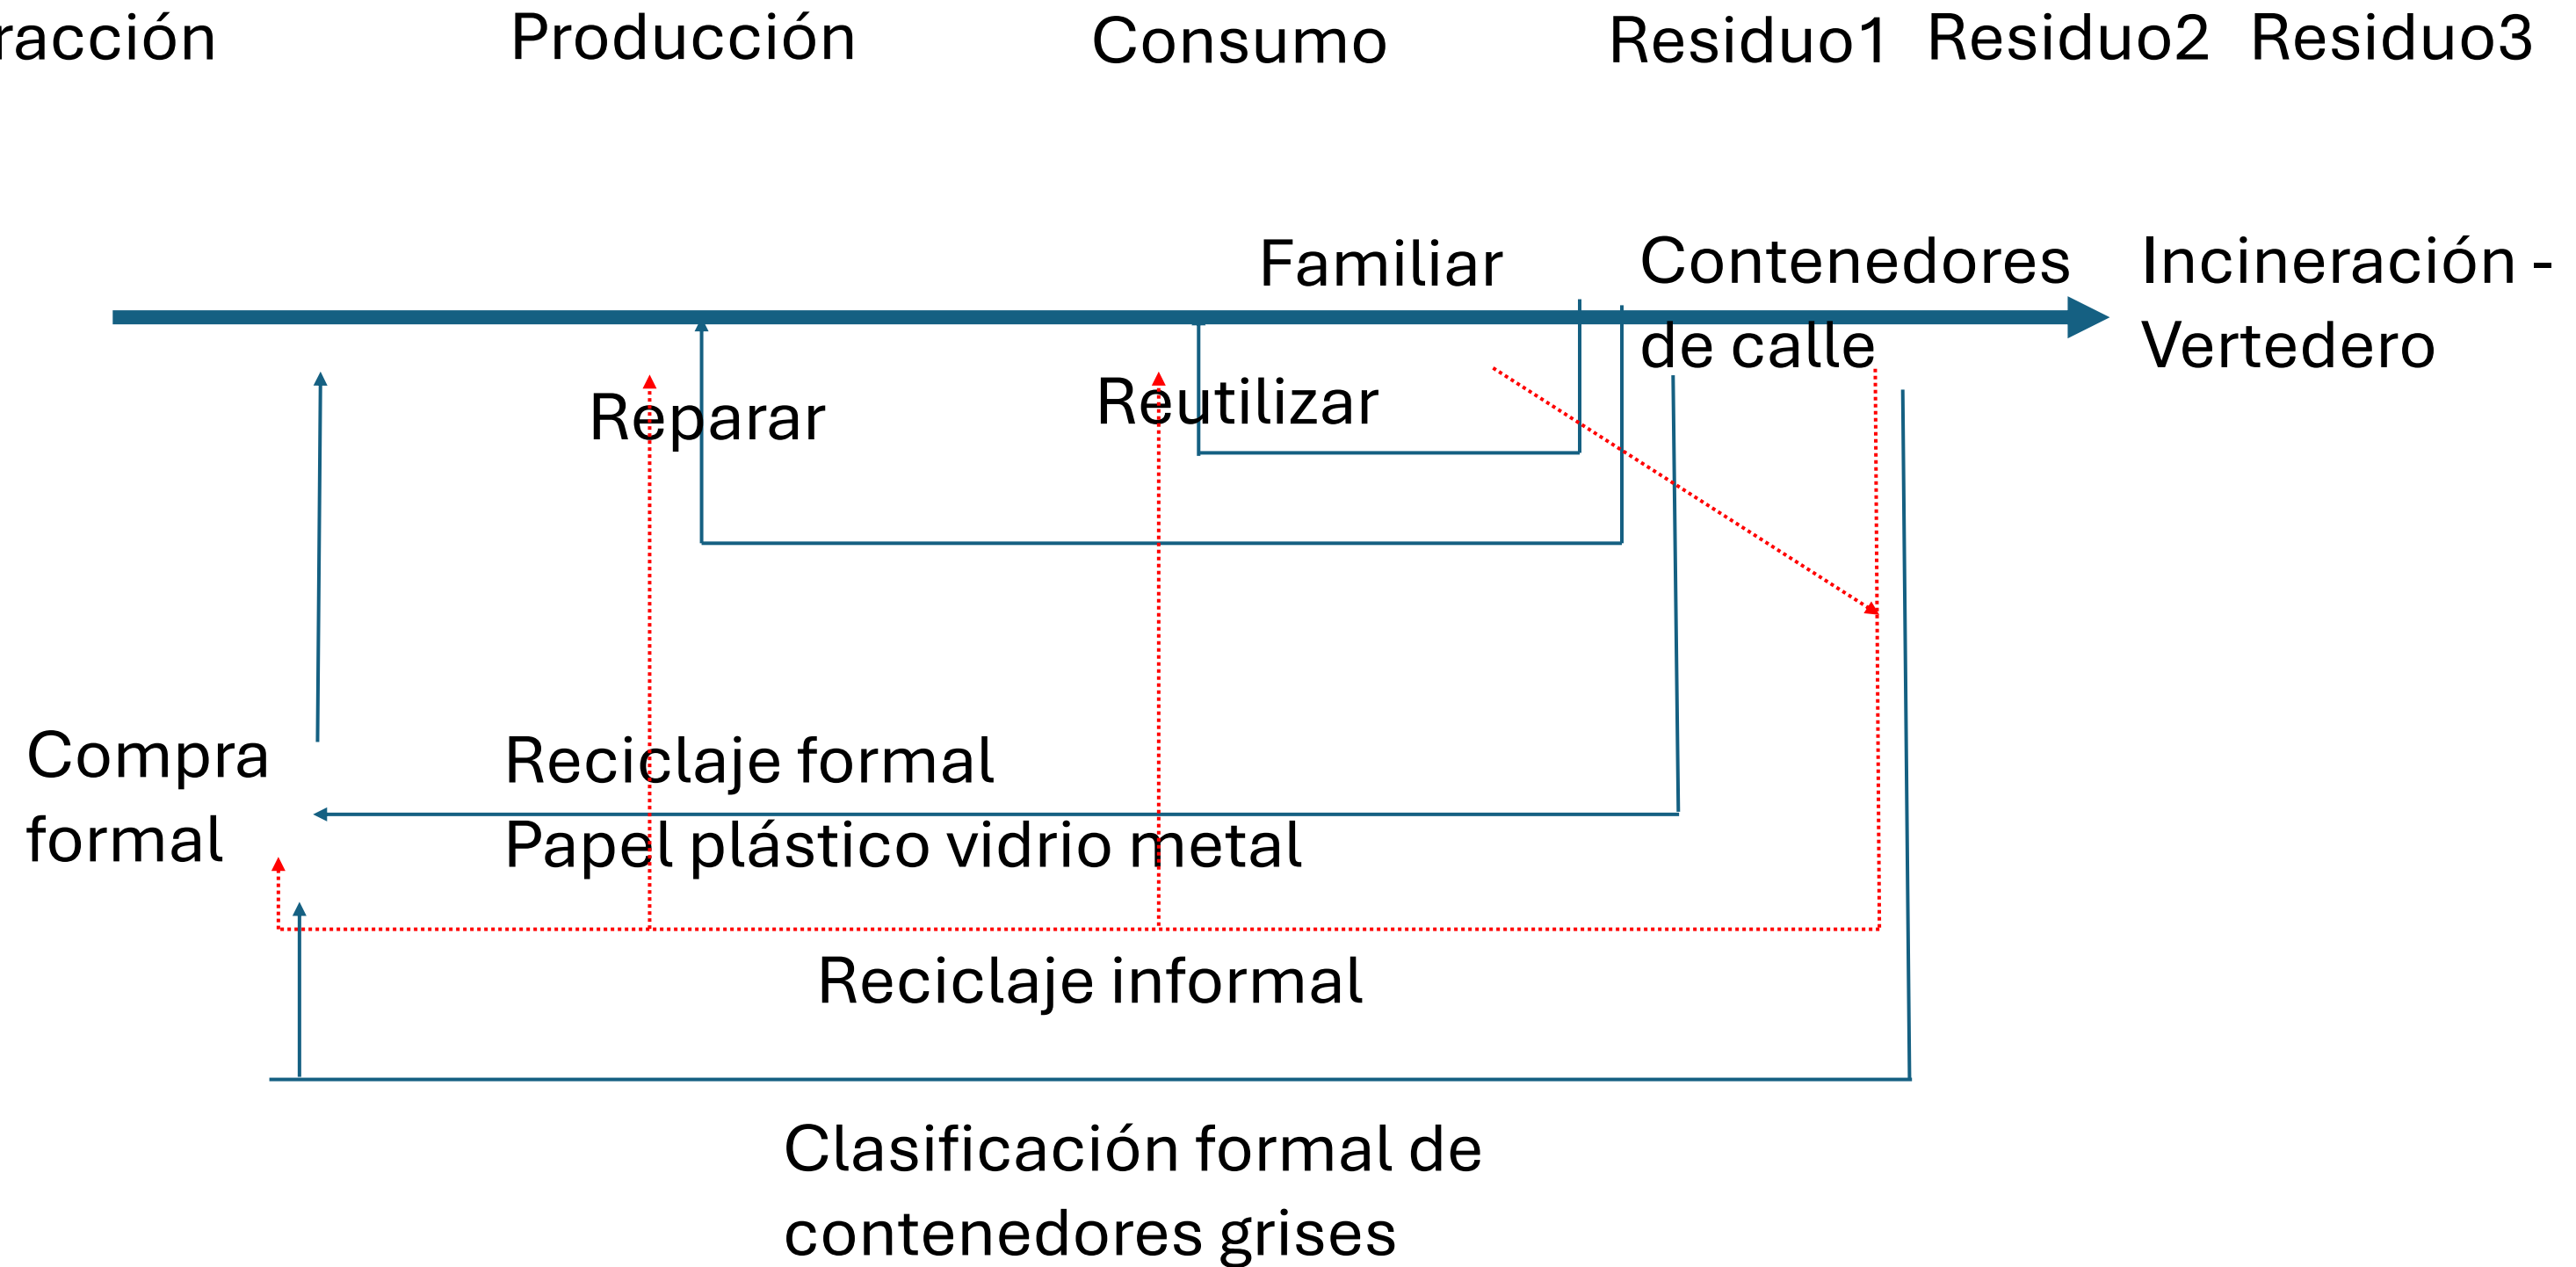 racción
Producción
Consumo
Residuo1
Residuo2
Residuo3
Familiar
Contenedores
de calle
Incineración -
Vertedero
Reparar
Reutilizar
Compra
formal
Reciclaje formal
Papel plástico vidrio metal
Reciclaje informal
Clasificación formal de
contenedores grises